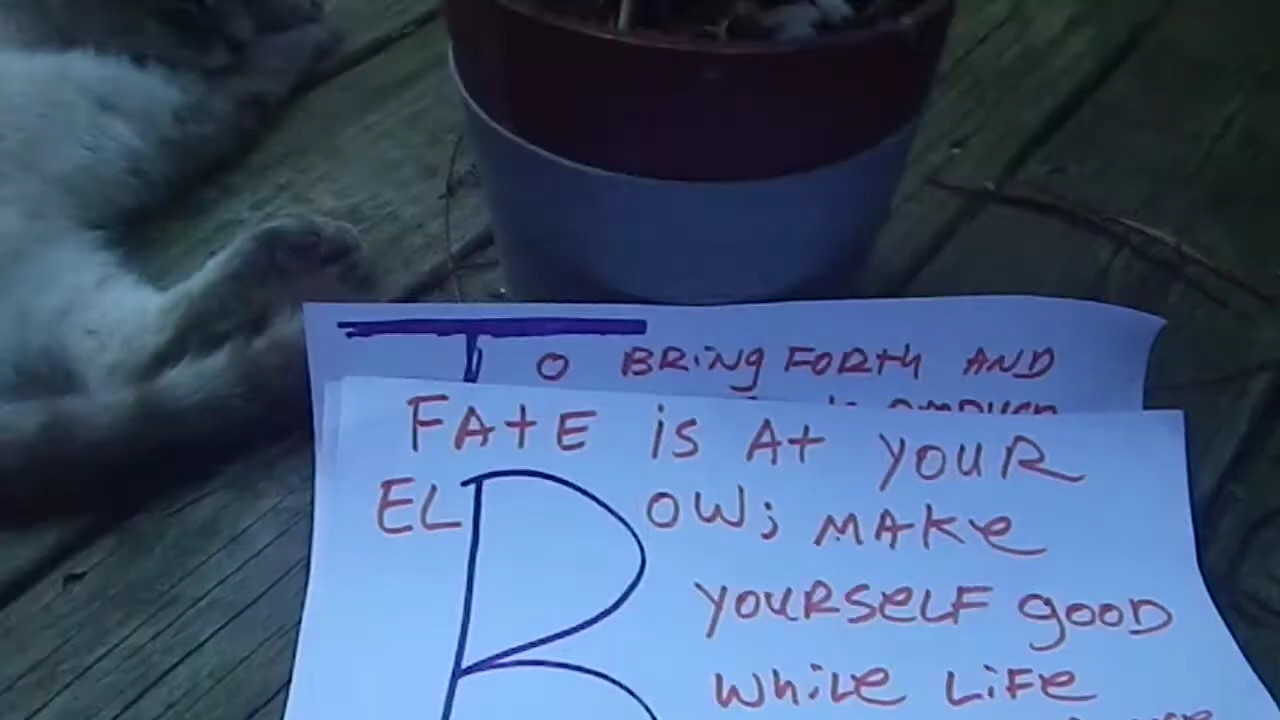 To BRiNg FORth AND
FAtE iS At YOUR
ELBOW; MAKe
YOURSeLF good
While LiFe